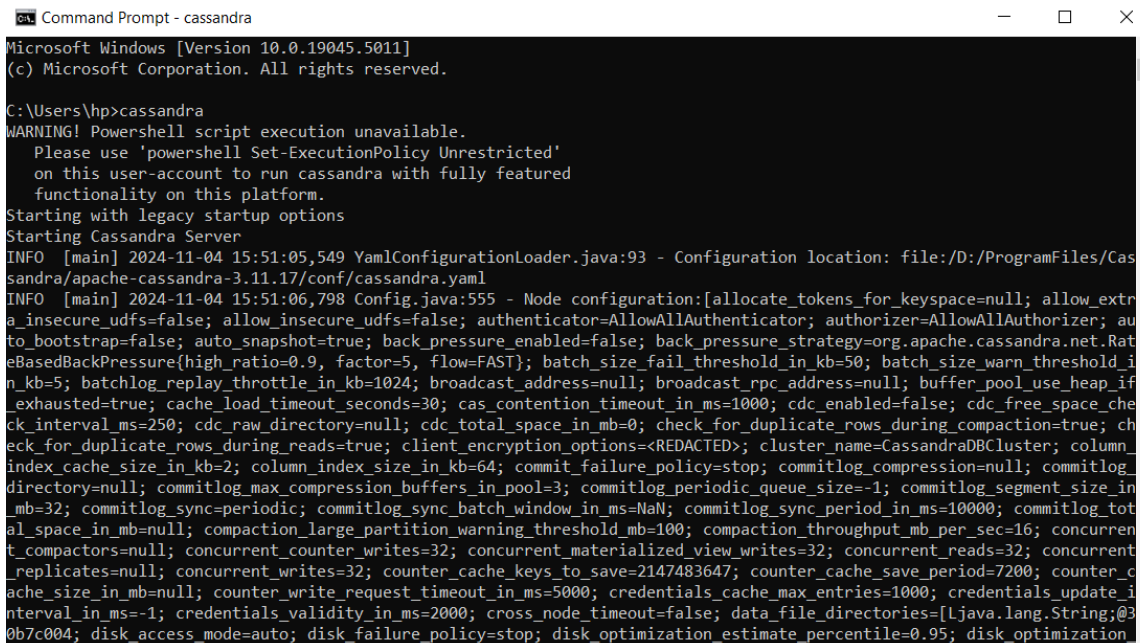 Command Prompt - cassandra
Microsoft Windows [Version 10.0.19045.5011]
(c) Microsoft Corporation. All rights reserved.
C:\Users\hp>cassandra
WARNING! Powershell script execution unavailable.
   Please use 'powershell Set-ExecutionPolicy Unrestricted'
   on this user-account to run cassandra with fully featured
   functionality on this platform.
Starting with legacy startup options
Starting Cassandra Server
INFO  [main] 2024-11-04 15:51:05,549 YamlConfigurationLoader.java:93 - Configuration location: file:/D:/ProgramFiles/Cas
sandra/apache-cassandra-3.11.17/conf/cassandra.yaml
INFO  [main] 2024-11-04 15:51:06,798 Config.java:555 - Node configuration:[allocate_tokens_for_keyspace=null; allow_extr
a_insecure_udfs=false; allow_insecure_udfs=false; authenticator=AllowAllAuthenticator; authorizer=AllowAllAuthorizer; au
to_bootstrap=false; auto_snapshot=true; back_pressure_enabled=false; back_pressure_strategy=org.apache.cassandra.net.Rat
eBasedBackPressure{high_ratio=0.9, factor=5, flow=FAST}; batch_size_fail_threshold_in_kb=50; batch_size_warn_threshold_i
n_kb=5; batchlog_replay_throttle_in_kb=1024; broadcast_address=null; broadcast_rpc_address=null; buffer_pool_use_heap_if
_exhausted=true; cache_load_timeout_seconds=30; cas_contention_timeout_in_ms=1000; cdc_enabled=false; cdc_free_space_che
ck_interval_ms=250; cdc_raw_directory=null; cdc_total_space_in_mb=0; check_for_duplicate_rows_during_compaction=true; ch
eck_for_duplicate_rows_during_reads=true; client_encryption_options=<REDACTED>; cluster_name=CassandraDBCluster; column_
index_cache_size_in_kb=2; column_index_size_in_kb=64; commit_failure_policy=stop; commitlog_compression=null; commitlog_
directory=null; commitlog_max_compression_buffers_in_pool=3; commitlog_periodic_queue_size=-1; commitlog_segment_size_in
_mb=32; commitlog_sync=periodic; commitlog_sync_batch_window_in_ms=NaN; commitlog_sync_period_in_ms=10000; commitlog_tot
al_space_in_mb=null; compaction_large_partition_warning_threshold_mb=100; compaction_throughput_mb_per_sec=16; concurren
t_compactors=null; concurrent_counter_writes=32; concurrent_materialized_view_writes=32; concurrent_reads=32; concurrent
_replicates=null; concurrent_writes=32; counter_cache_keys_to_save=2147483647; counter_cache_save_period=7200; counter_c
ache_size_in_mb=null; counter_write_request_timeout_in_ms=5000; credentials_cache_max_entries=1000; credentials_update_i
nterval_in_ms=-1; credentials_validity_in_ms=2000; cross_node_timeout=false; data_file_directories=[Ljava.lang.String;@3
0b7c004; disk_access_mode=auto; disk_failure_policy=stop; disk_optimization_estimate_percentile=0.95; disk_optimization_